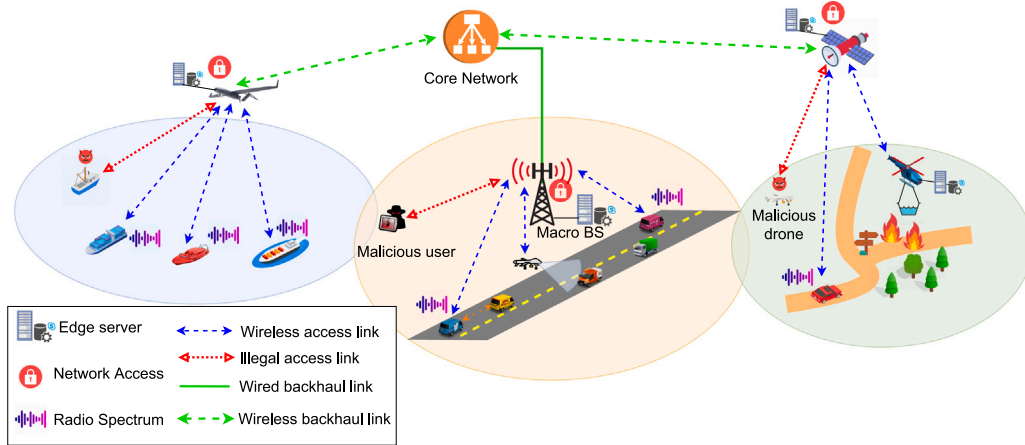 Core Network
Malicious user
Macro BS
Malicious
drone
Edge server
Network Access
Radio Spectrum
Wireless access link
Illegal access link
Wired backhaul link
Wireless backhaul link